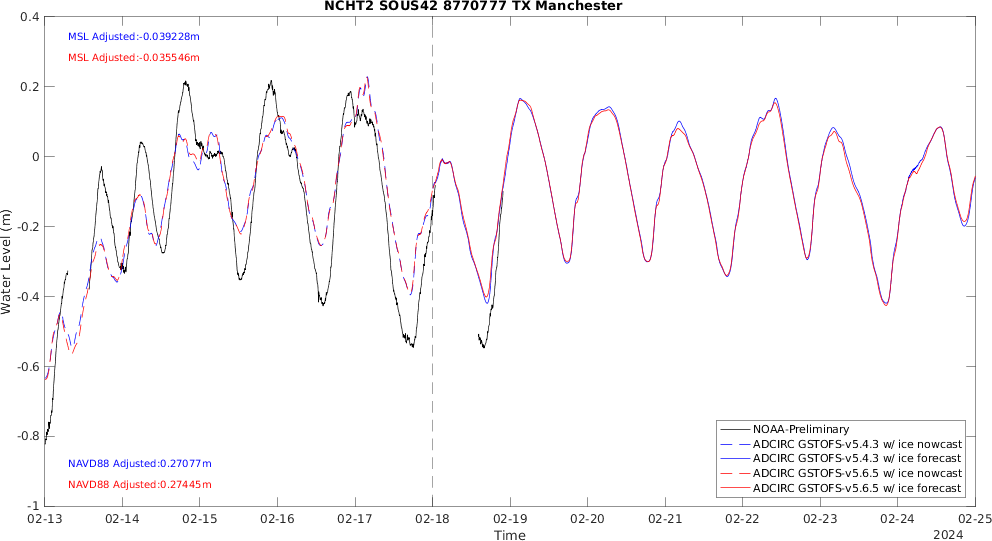 NCHT2 SOUS42 8770777 TX Manchester
MSL Adjusted:-0.039228m
MSL Adjusted:-0.035546m
0.4
0.2
0
-0.2
-0.4
-0.6
-0.8
-1
Water Level (m)
NAVD88 Adjusted:0.27077m
NAVD88 Adjusted:0.27445m
NOAA-Preliminary
ADCIRC GSTOFS-v5.4.3 w/ ice nowcast
ADCIRC GSTOFS-v5.4.3 w/ ice forecast
ADCIRC GSTOFS-v5.6.5 w/ ice nowcast
ADCIRC GSTOFS-v5.6.5 w/ ice forecast
02-13 02-14 02-15 02-16 02-17 02-18 02-19 02-20 02-21 02-22 02-23 02-24 02-25
Time
2024